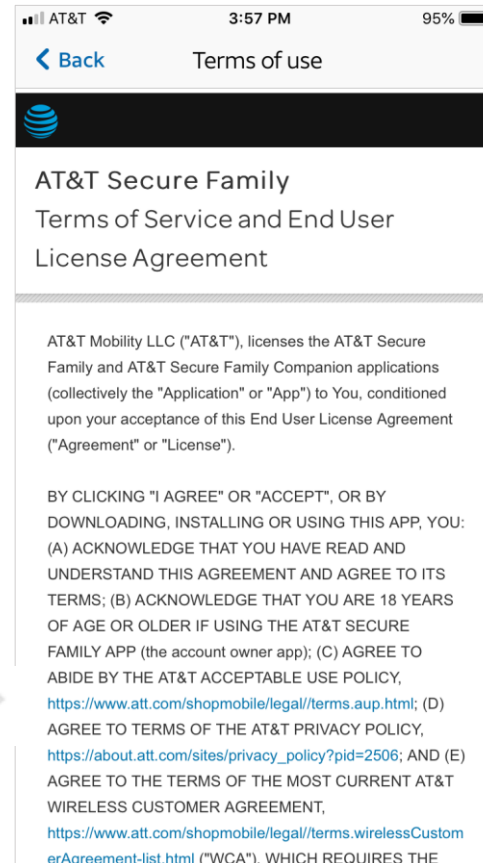 AT&T 3:57 PM 95%
Back Terms of use
AT&T Secure Family
Terms of Service and End User
License Agreement
AT&T Mobility LLC ("AT&T"), licenses the AT&T Secure
Family and AT&T Secure Family Companion applications
(collectively the "Application" or "App") to You, conditioned
upon your acceptance of this End User License Agreement
("Agreement" or "License").
BY CLICKING "I AGREE" OR "ACCEPT", OR BY
DOWNLOADING, INSTALLING OR USING THIS APP, YOU:
(A) ACKNOWLEDGE THAT YOU HAVE READ AND
UNDERSTAND THIS AGREEMENT AND AGREE TO ITS
TERMS; (B) ACKNOWLEDGE THAT YOU ARE 18 YEARS
OF AGE OR OLDER IF USING THE AT&T SECURE
FAMILY APP (the account owner app); (C) AGREE TO
ABIDE BY THE AT&T ACCEPTABLE USE POLICY,
https://www.att.com/shopmobile/legal//terms.aup.html; (D)
AGREE TO TERMS OF THE AT&T PRIVACY POLICY,
https://about.att.com/sites/privacy_policy?pid=2506; AND (E)
AGREE TO THE TERMS OF THE MOST CURRENT AT&T
WIRELESS CUSTOMER AGREEMENT,
https://www.att.com/shopmobile/legal//terms.wirelessCustom
erAgreement-list.html ("WCA"), WHICH REQUIRES THE